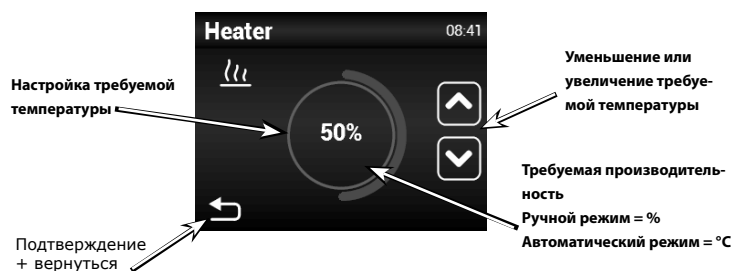 Heater 08:41
Настройка требуемой
температуры
50%
Уменьшение или
увеличение требуе-
мой температуры
Требуемая производитель-
ность
Ручной режим = %
Автоматический режим = °C
Подтверждение
+ вернуться